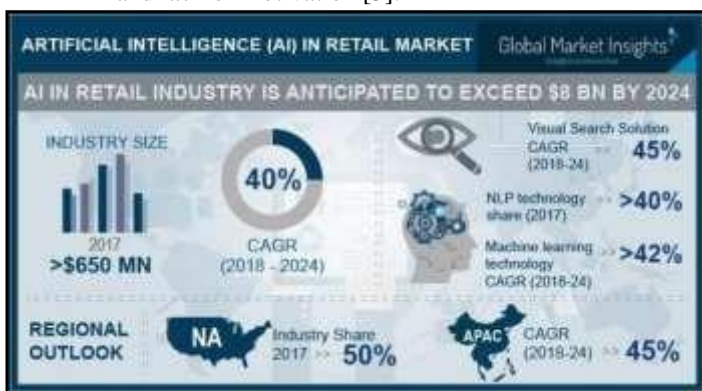 ARTIFICIAL INTELLIGENCE (AI) IN RETAIL MARKET
Global Market Insights
AI IN RETAIL INDUSTRY IS ANTICIPATED TO EXCEED $8 BN BY 2024
INDUSTRY SIZE
2017
>$650 MN
40%
CAGR
(2018 - 2024)
Visual Search Solution
CAGR >> 45%
(2018-24)
NLP technology >> >40%
share (2017)
Machine learning >> >42%
technology
CAGR (2018-24)
REGIONAL
OUTLOOK
NA
Industry Share
2017 >> 50%
APAC
CAGR
(2018-24) >> 45%